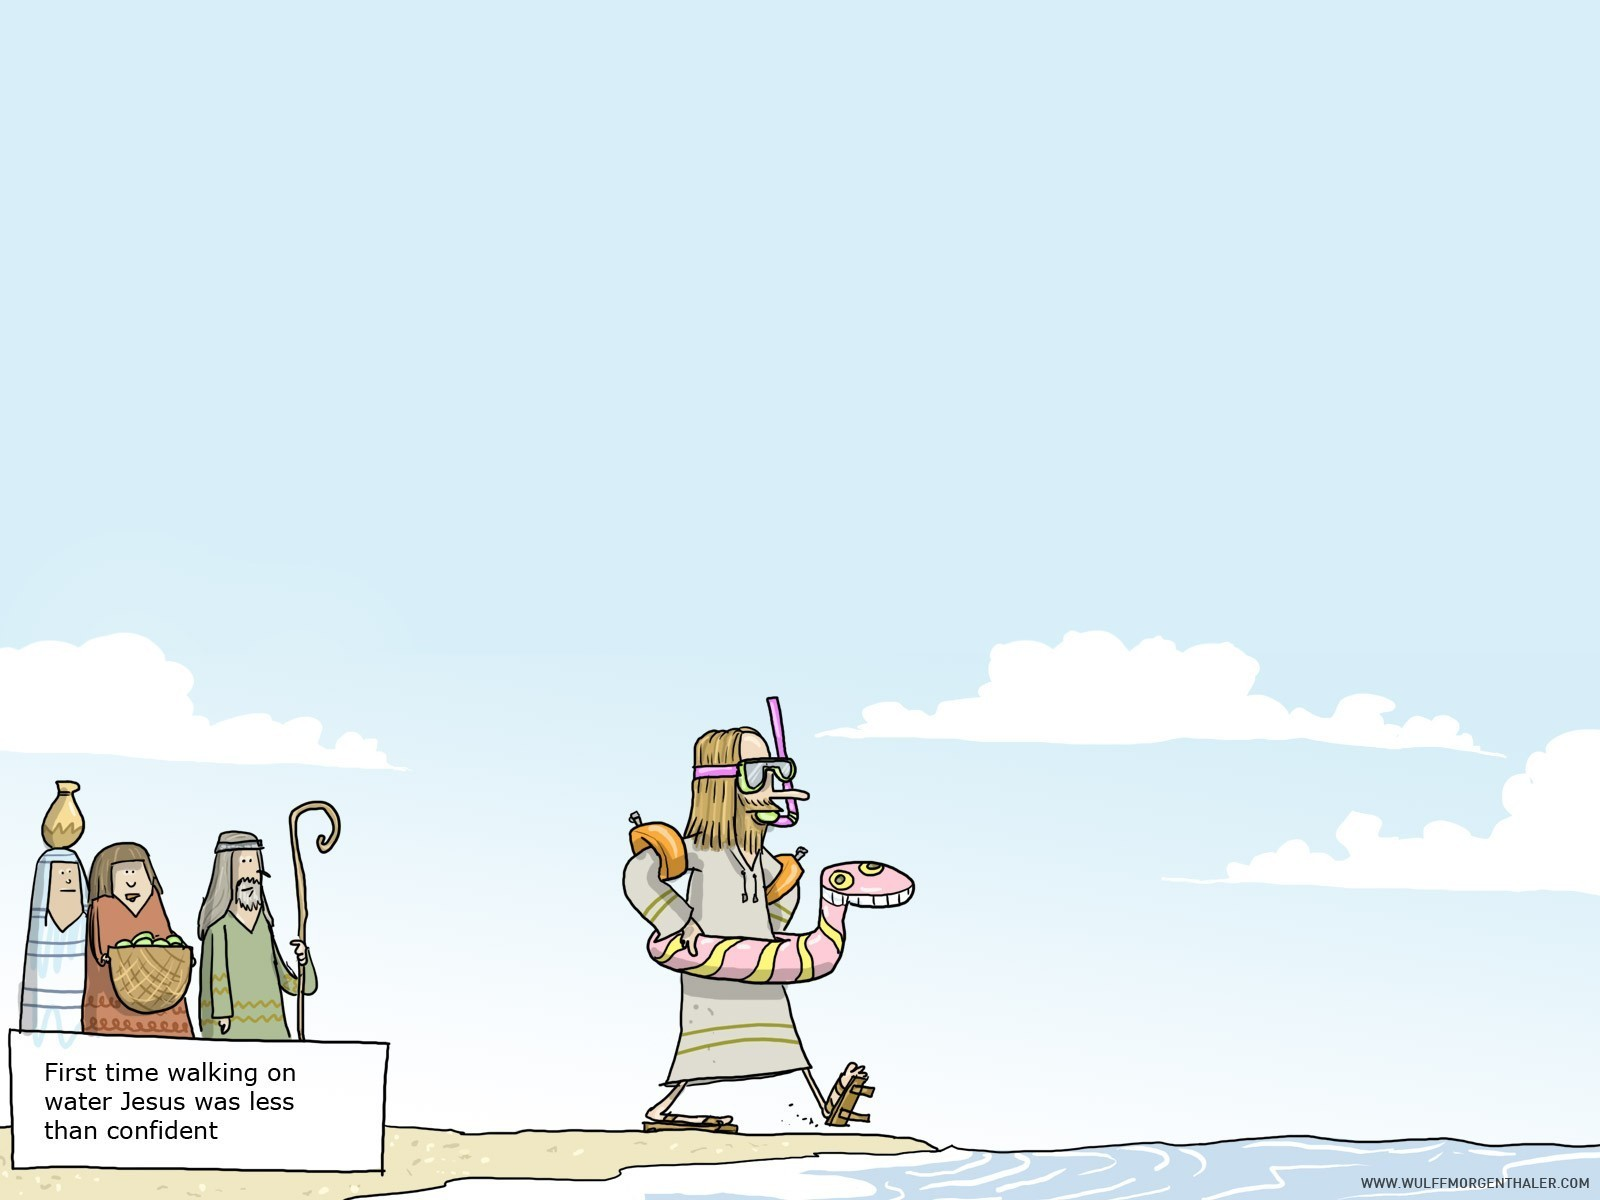 First time walking on
water Jesus was less
than confident
WWW.WULFFMORGENTHALER.COM